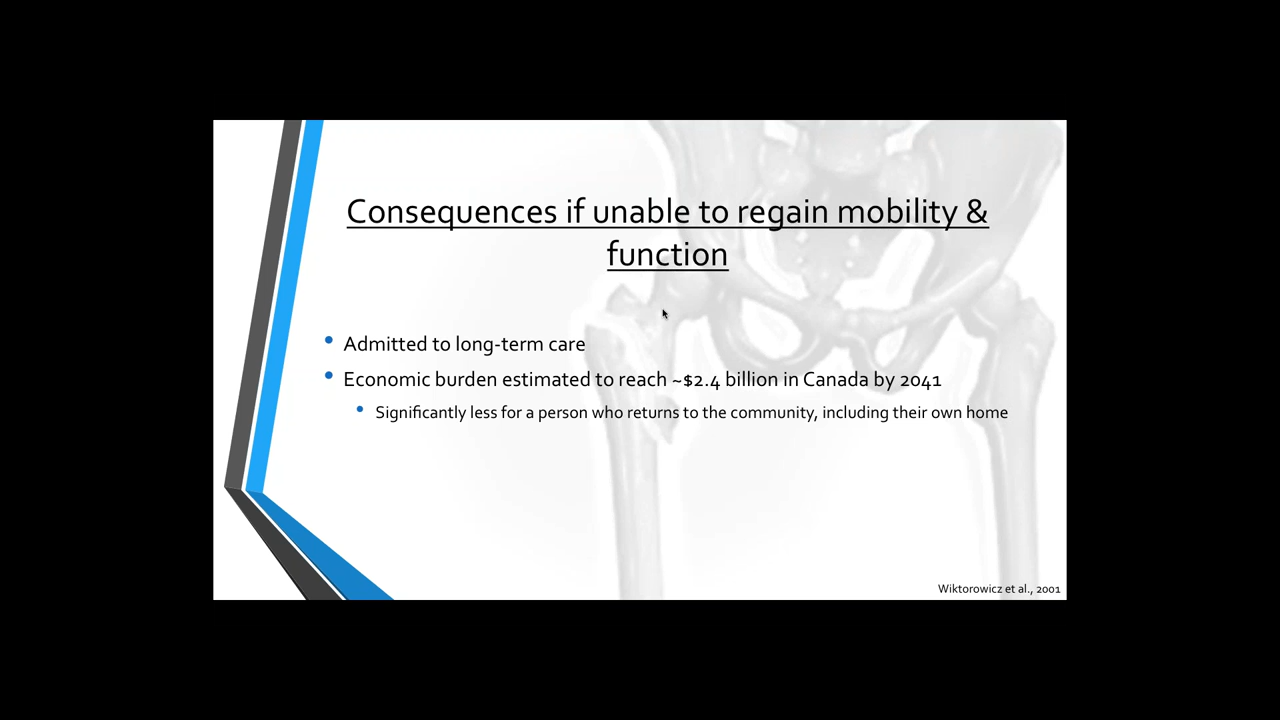 Consequences if unable to regain mobility &
function
• Admitted to long-term care
• Economic burden estimated to reach ~$2.4 billion in Canada by 2041
• Significantly less for a person who returns to the community, including their own home
Wiktorowicz et al., 2001